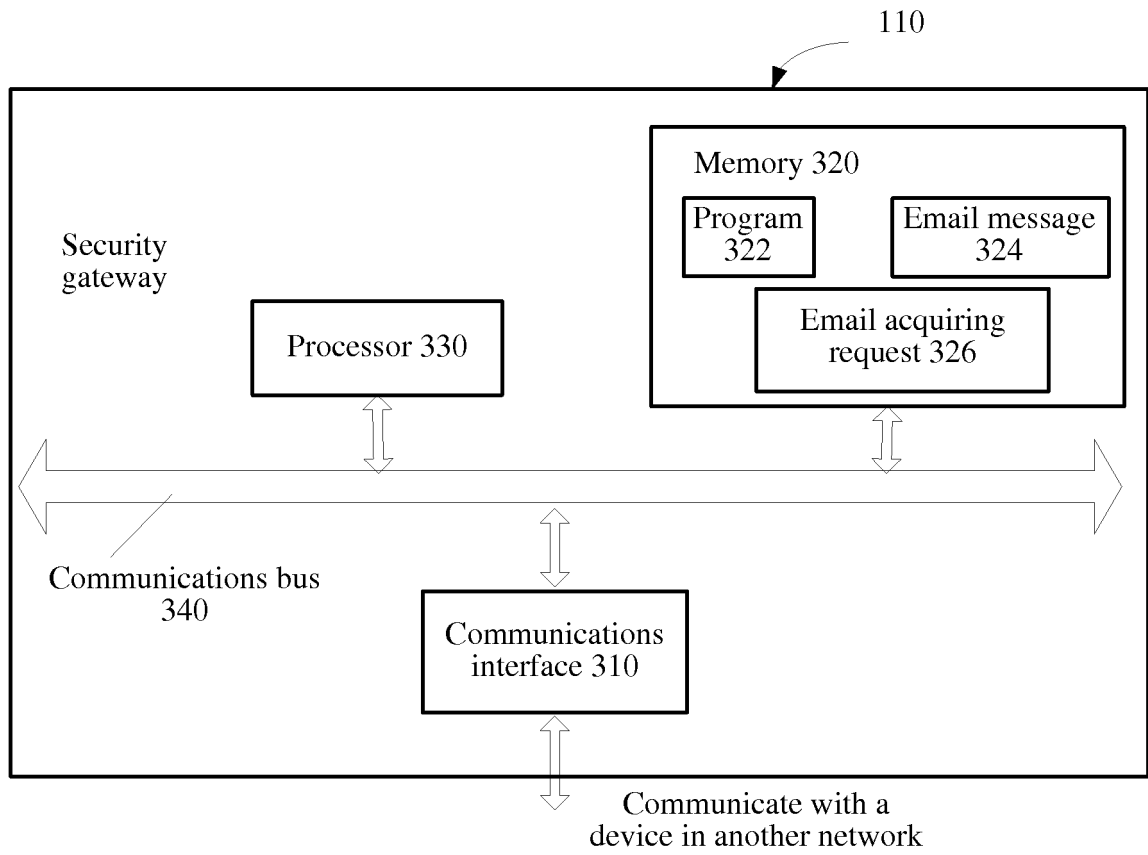 110
Memory 320
Program
322
Email message
324
Security
gateway
Email acquiring
request 326
Processor 330
Communications bus
340
Communications
interface 310
Communicate with a
device in another network